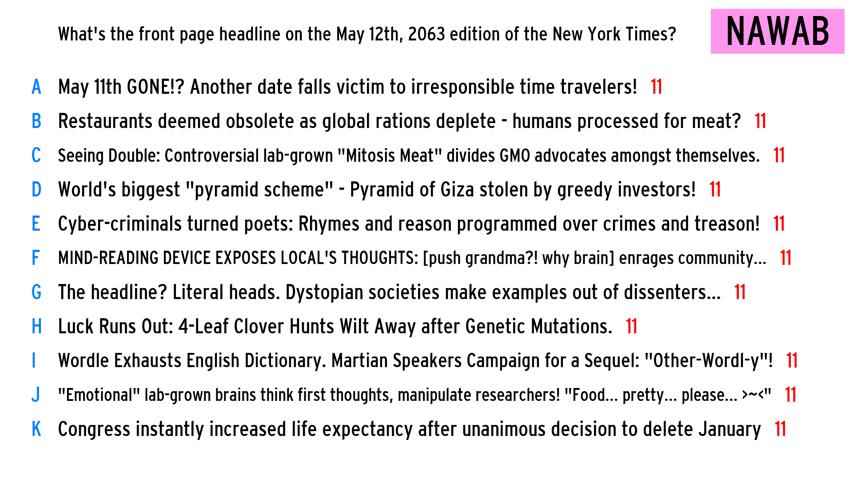 What's the front page headline on the May 12th, 2063 edition of the New York Times?
NAWAB
A May 11th GONE!? Another date falls victim to irresponsible time travelers! 11
B Restaurants deemed obsolete as global rations deplete - humans processed for meat? 11
C Seeing Double: Controversial lab-grown "Mitosis Meat" divides GMO advocates amongst themselves. 11
D World's biggest "pyramid scheme" - Pyramid of Giza stolen by greedy investors! 11
E Cyber-criminals turned poets: Rhymes and reason programmed over crimes and treason! 11
F MIND-READING DEVICE EXPOSES LOCAL'S THOUGHTS: [push grandma?! why brain] enrages community... 11
G The headline? Literal heads. Dystopian societies make examples out of dissenters... 11
H Luck Runs Out: 4-Leaf Clover Hunts Wilt Away after Genetic Mutations. 11
I Wordle Exhausts English Dictionary. Martian Speakers Campaign for a Sequel: "Other-Wordl-y"! 11
J "Emotional" lab-grown brains think first thoughts, manipulate researchers! "Food... pretty... please... >~<" 11
K Congress instantly increased life expectancy after unanimous decision to delete January 11